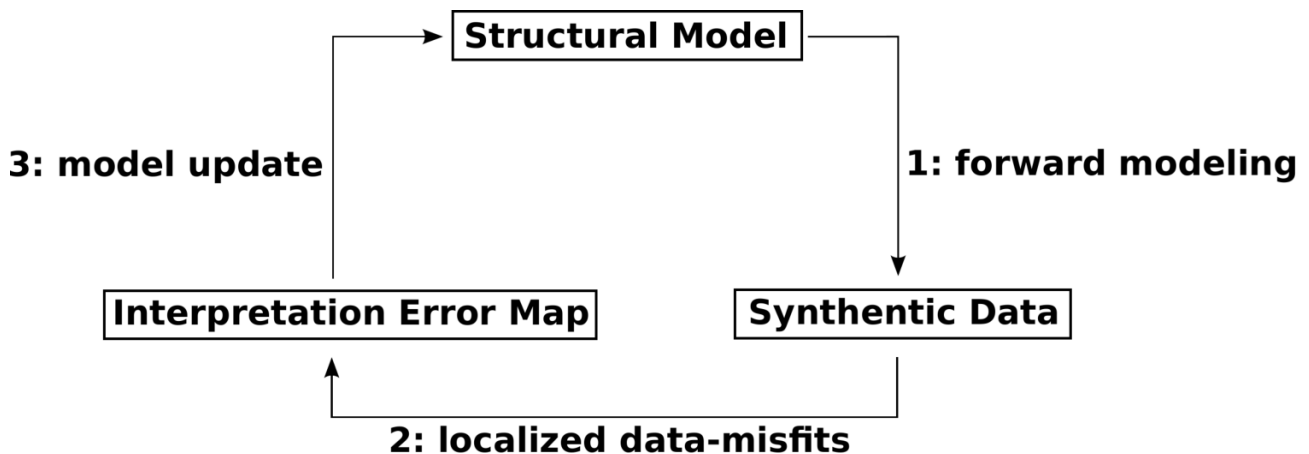 Structural Model
3: model update
1: forward modeling
Interpretation Error Map
Synthentic Data
2: localized data-misfits